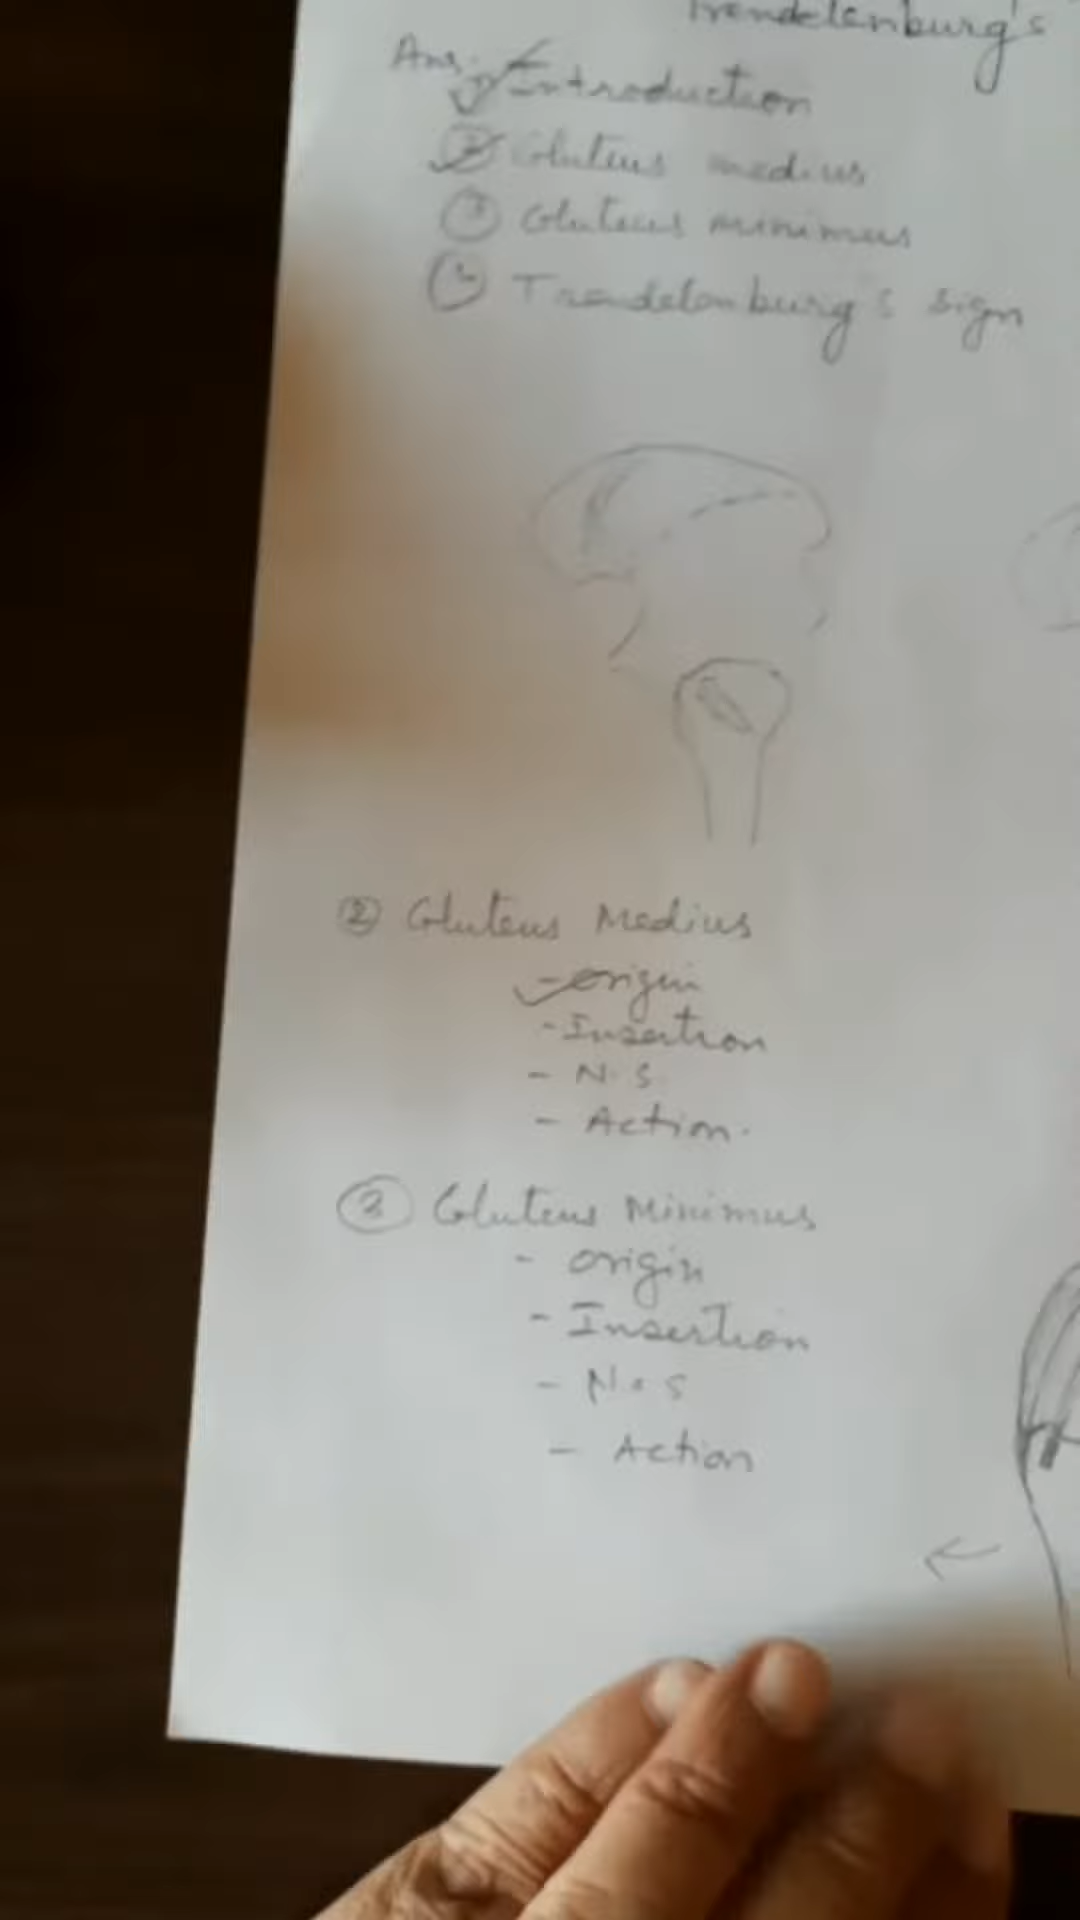 Trendelenburg's
Ans. ① Introduction
② Gluteus medius
③ Gluteus minimus
④ Trendelenburg's sign
② Gluteus Medius
- origin
- Insertion
- N.S.
- Action.
③ Gluteus Minimus
- origin
- Insertion
- N.S
- Action